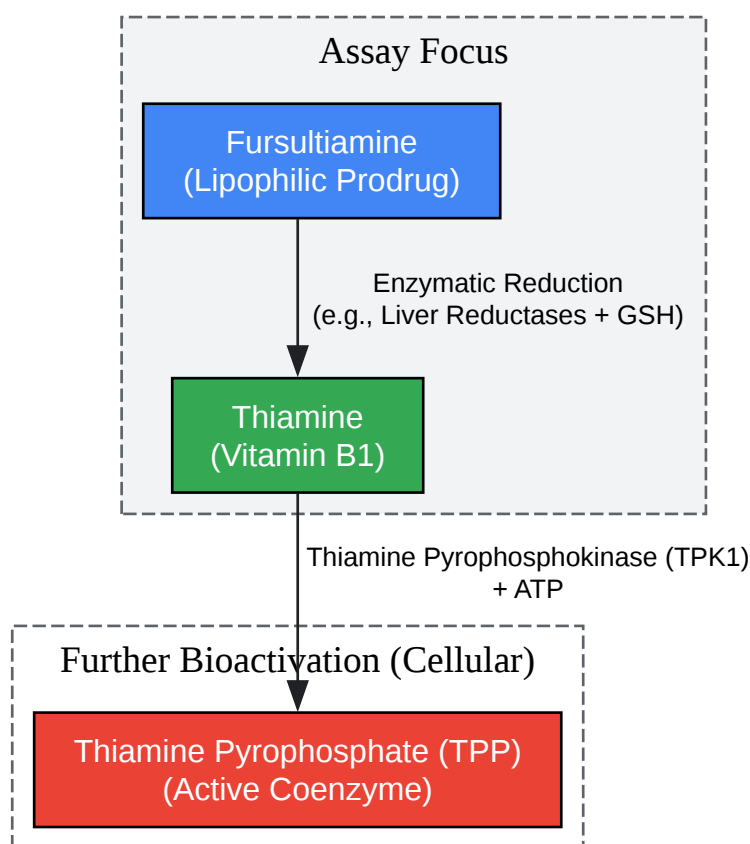 Assay Focus
Fursultiamine
(Lipophilic Prodrug)
Enzymatic Reduction
(e.g., Liver Reductases + GSH)
Thiamine
(Vitamin B1)
Thiamine Pyrophosphokinase (TPK1)
+ ATP
Further Bioactivation (Cellular)
Thiamine Pyrophosphate (TPP)
(Active Coenzyme)